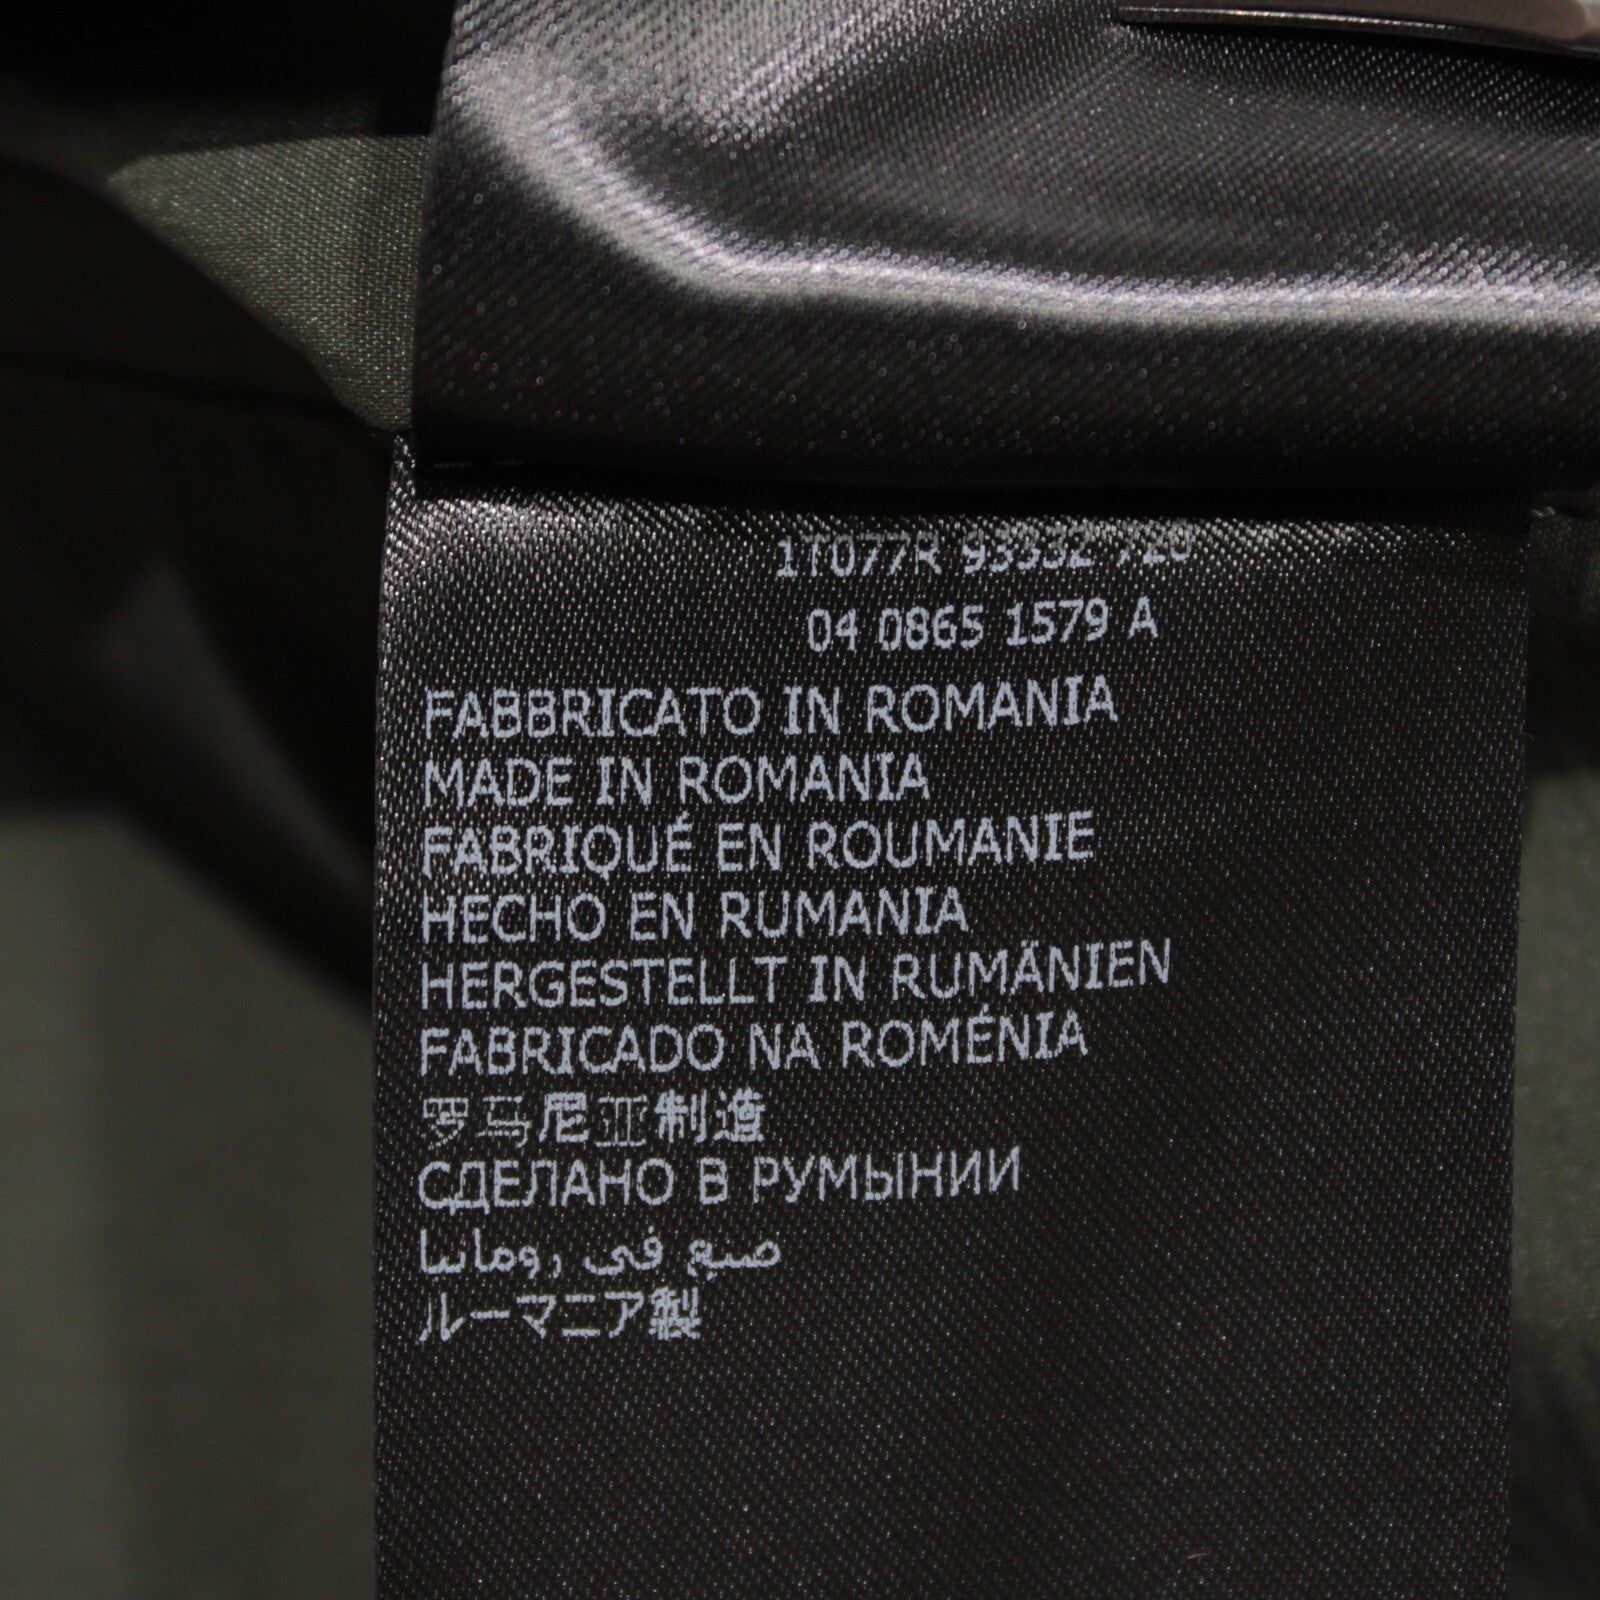 1T077R 93332
04 0865 1579 A
FABBRICATO IN ROMANIA
MADE IN ROMANIA
FABRIQUÉ EN ROUMANIE
HECHO EN RUMANIA
HERGESTELLT IN RUMÄNIEN
FABRICADO NA ROMÉNIA
罗马尼亚制造
СДЕЛАНО В РУМЫНИИ
صبع في رومانيا
ルーマニア製